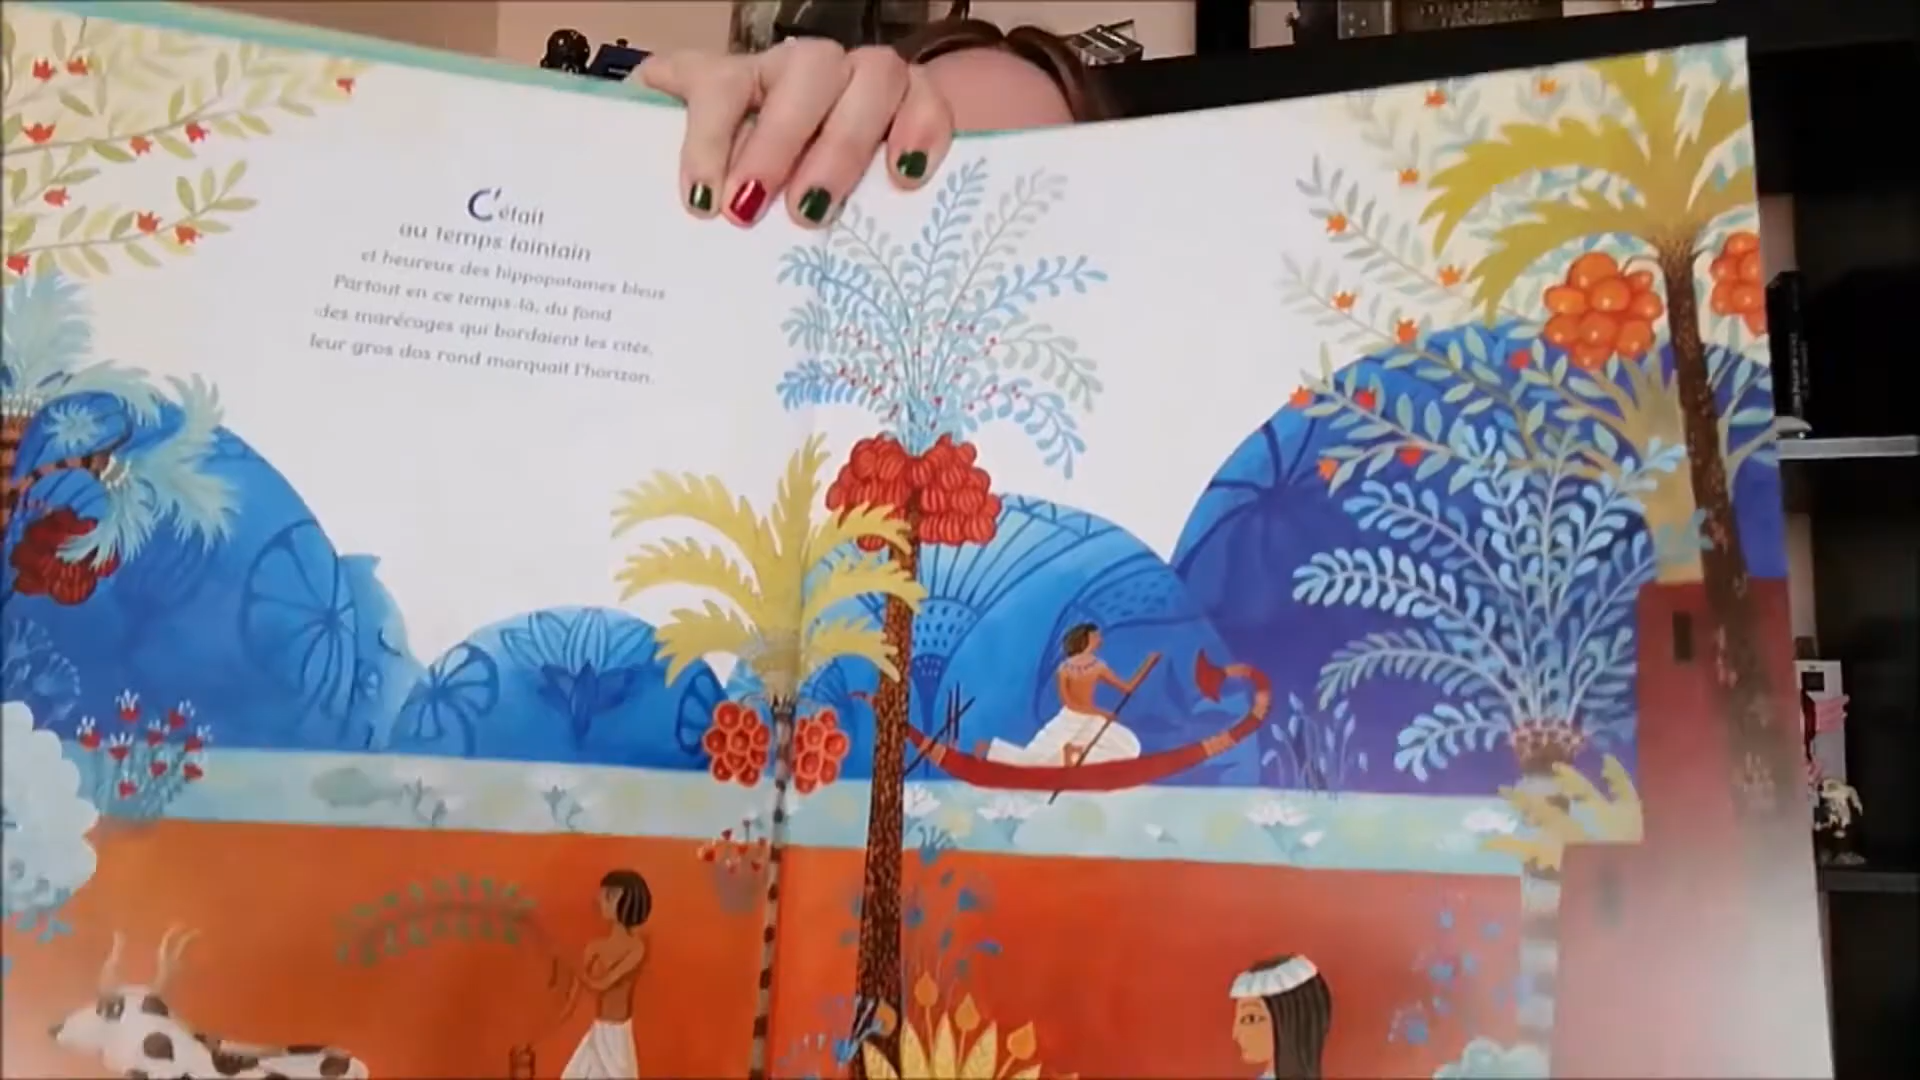 C'était
au temps lointain
et heureux des hippopotames bleus
Partout en ce temps-là, du fond
des marécages qui bordaient les cités,
leur gros dos rond marquait l'horizon.